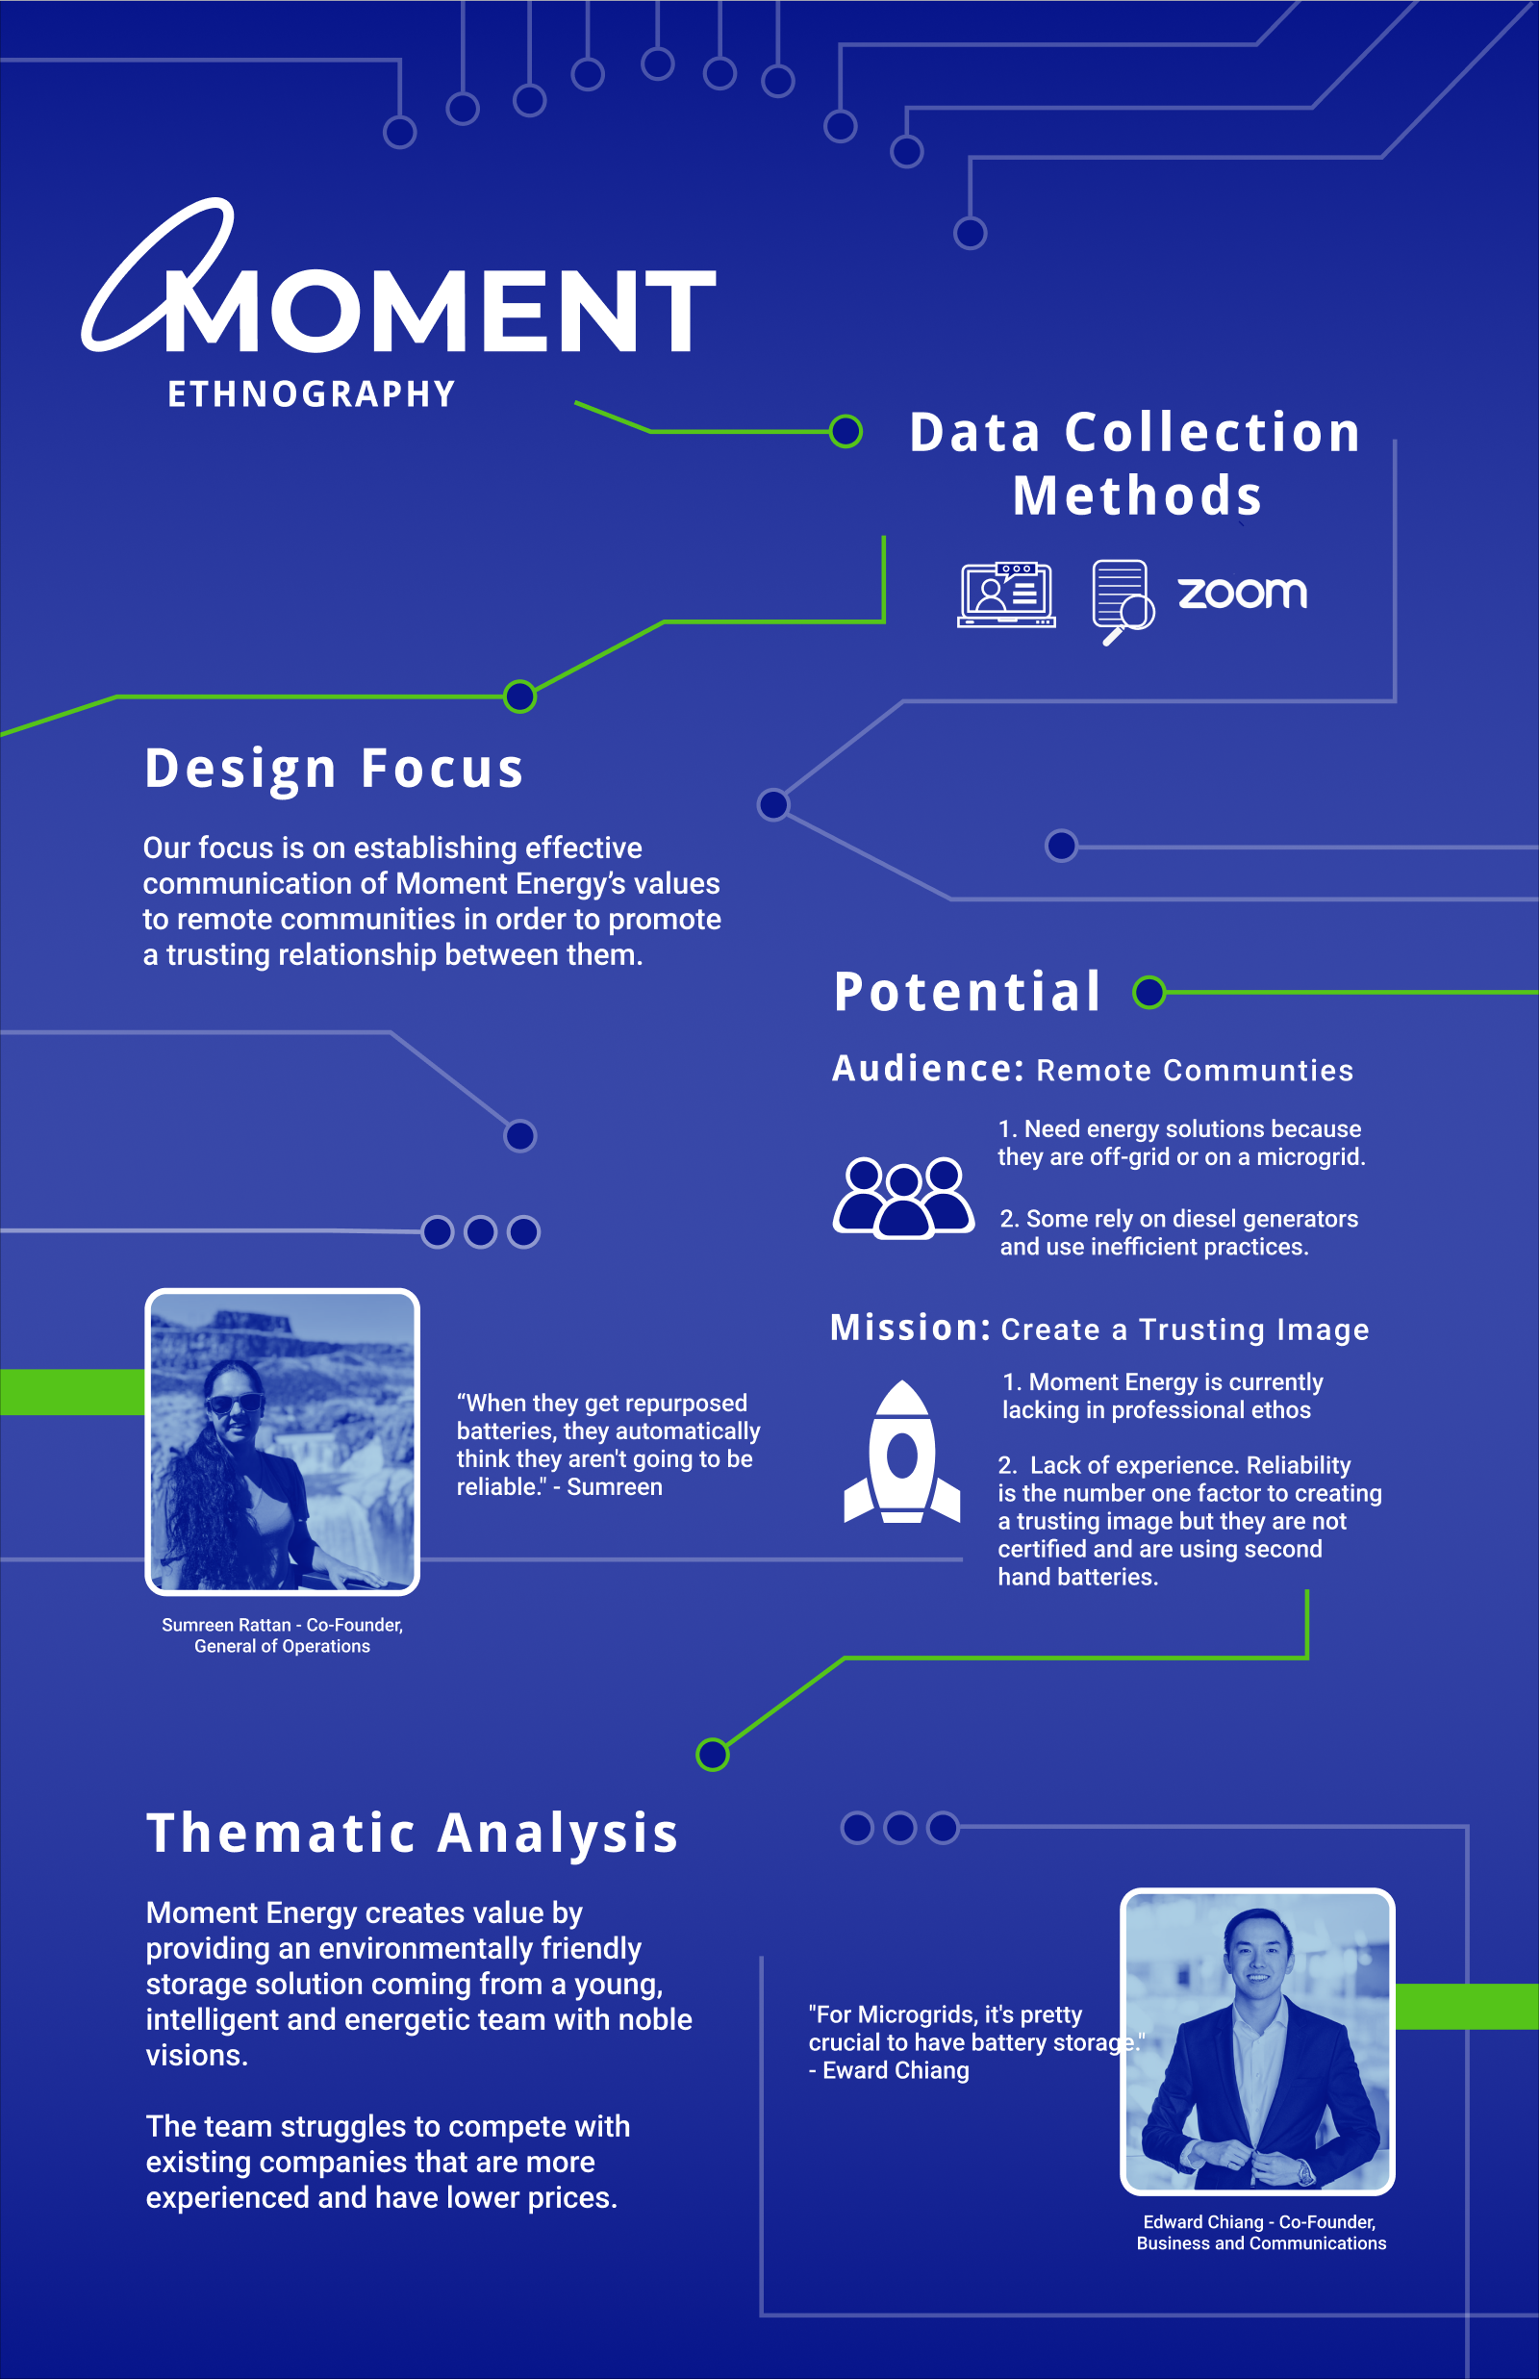 MOMENT
ETHNOGRAPHY
Data Collection
Methods
zoom
Design Focus
Our focus is on establishing effective
communication of Moment Energy’s values
to remote communities in order to promote
a trusting relationship between them.
Potential
Audience: Remote Communties
1. Need energy solutions because
they are off-grid or on a microgrid.
2. Some rely on diesel generators
and use inefficient practices.
Mission: Create a Trusting Image
1. Moment Energy is currently
lacking in professional ethos
2. Lack of experience. Reliability
is the number one factor to creating
a trusting image but they are not
certified and are using second
hand batteries.
“When they get repurposed
batteries, they automatically
think they aren't going to be
reliable." - Sumreen
Sumreen Rattan - Co-Founder,
General of Operations
Thematic Analysis
Moment Energy creates value by
providing an environmentally friendly
storage solution coming from a young,
intelligent and energetic team with noble
visions.
The team struggles to compete with
existing companies that are more
experienced and have lower prices.
"For Microgrids, it's pretty
crucial to have battery storage."
- Eward Chiang
Edward Chiang - Co-Founder,
Business and Communications